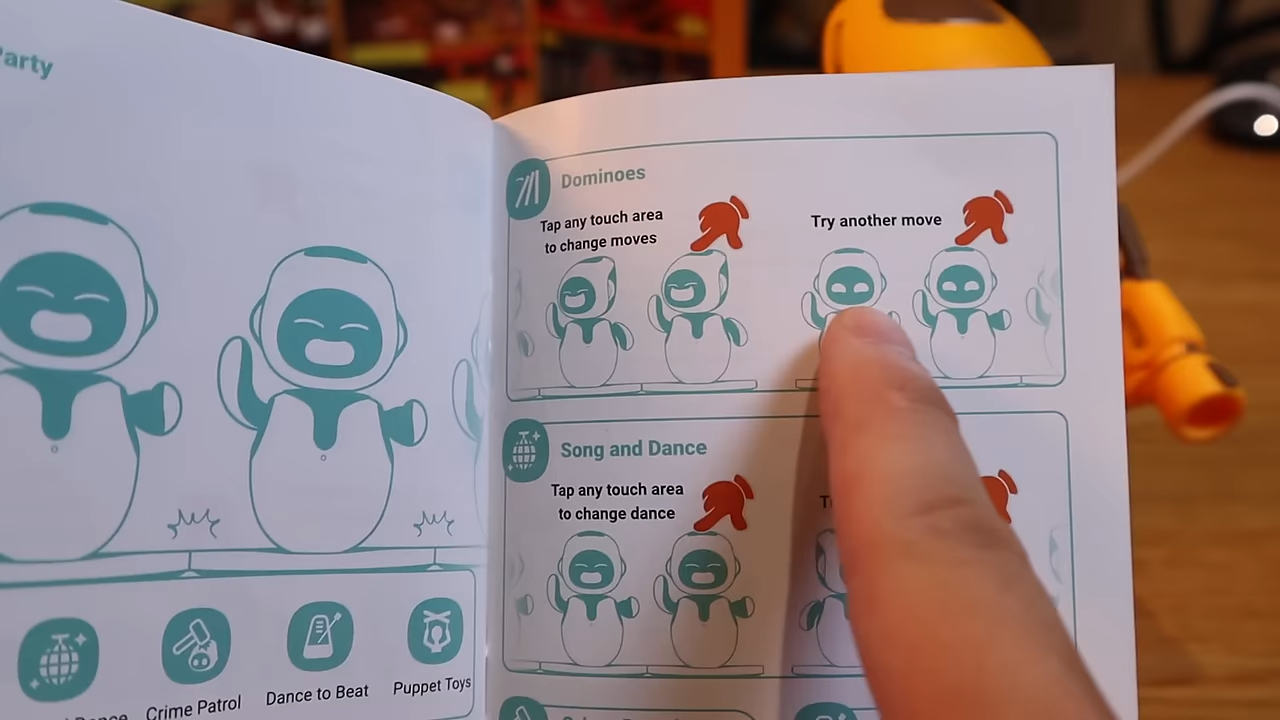 Party
Dance
Crime Patrol
Dance to Beat
Puppet Toys
Dominoes
Tap any touch area
to change moves
Try another move
Song and Dance
Tap any touch area
to change dance